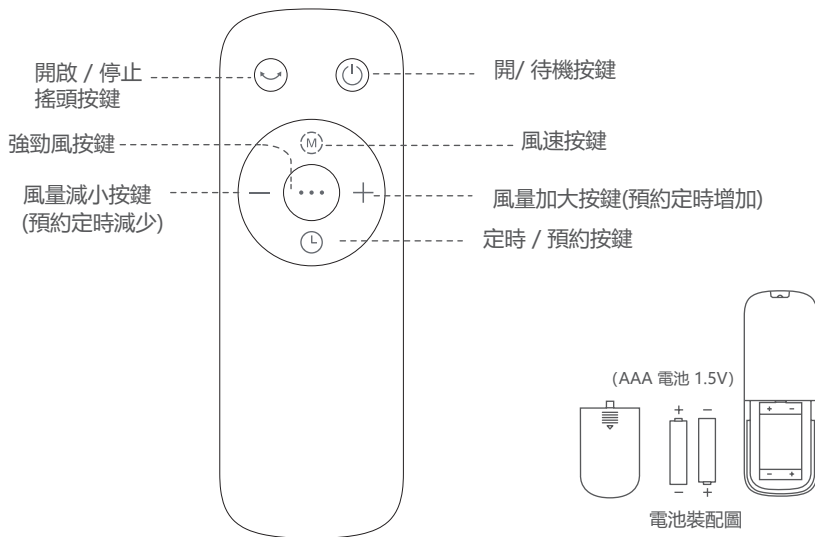 開啟 / 停止
搖頭按鍵
開/ 待機按鍵
強勁風按鍵
M
風速按鍵
風量減小按鍵
(預約定時減少)
風量加大按鍵(預約定時增加)
定時 / 預約按鍵
(AAA 電池 1.5V)
+ −
+ −
− +
− +
電池裝配圖